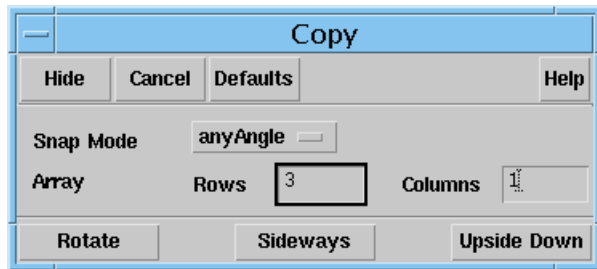 Copy
Hide Cancel Defaults Help
Snap Mode anyAngle
Array Rows 3 Columns 1
Rotate Sideways Upside Down